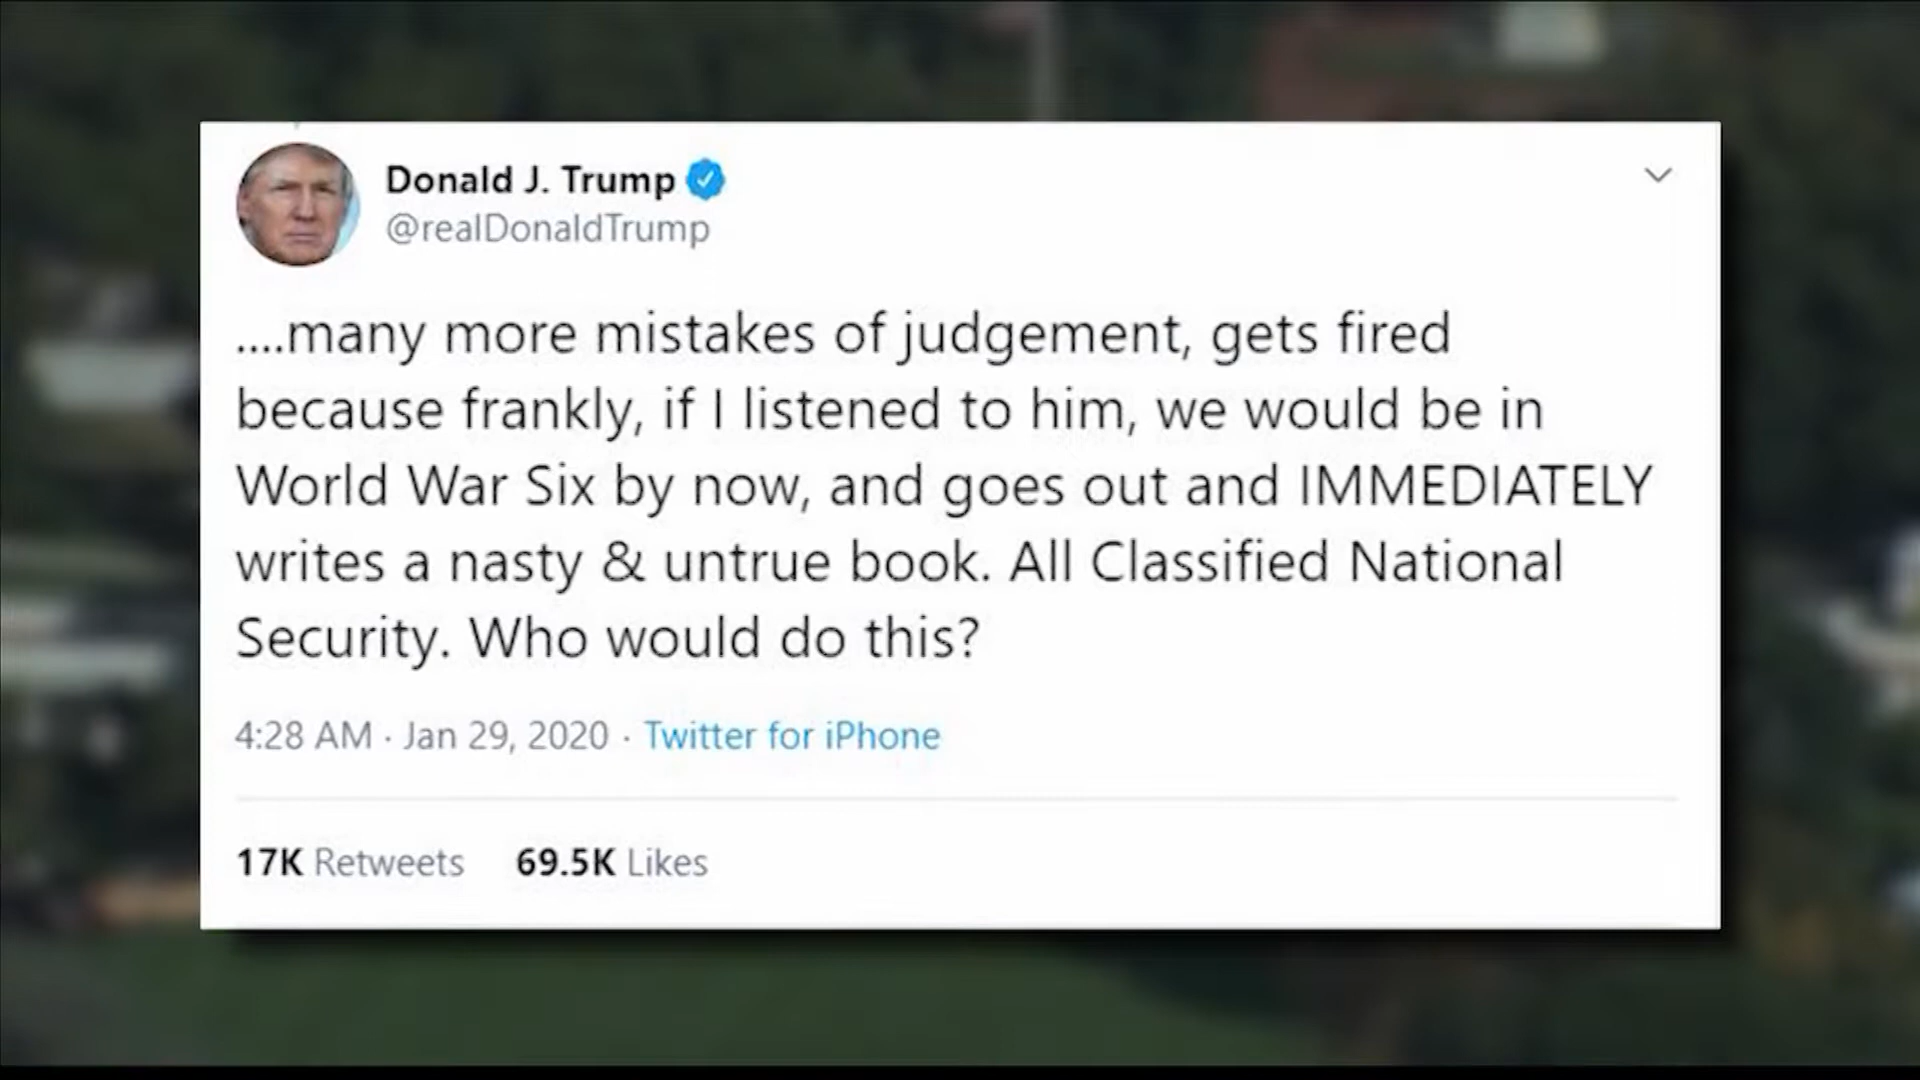 Donald J. Trump
@realDonaldTrump
....many more mistakes of judgement, gets fired
because frankly, if I listened to him, we would be in
World War Six by now, and goes out and IMMEDIATELY
writes a nasty & untrue book. All Classified National
Security. Who would do this?
4:28 AM · Jan 29, 2020 · Twitter for iPhone
17K Retweets 69.5K Likes